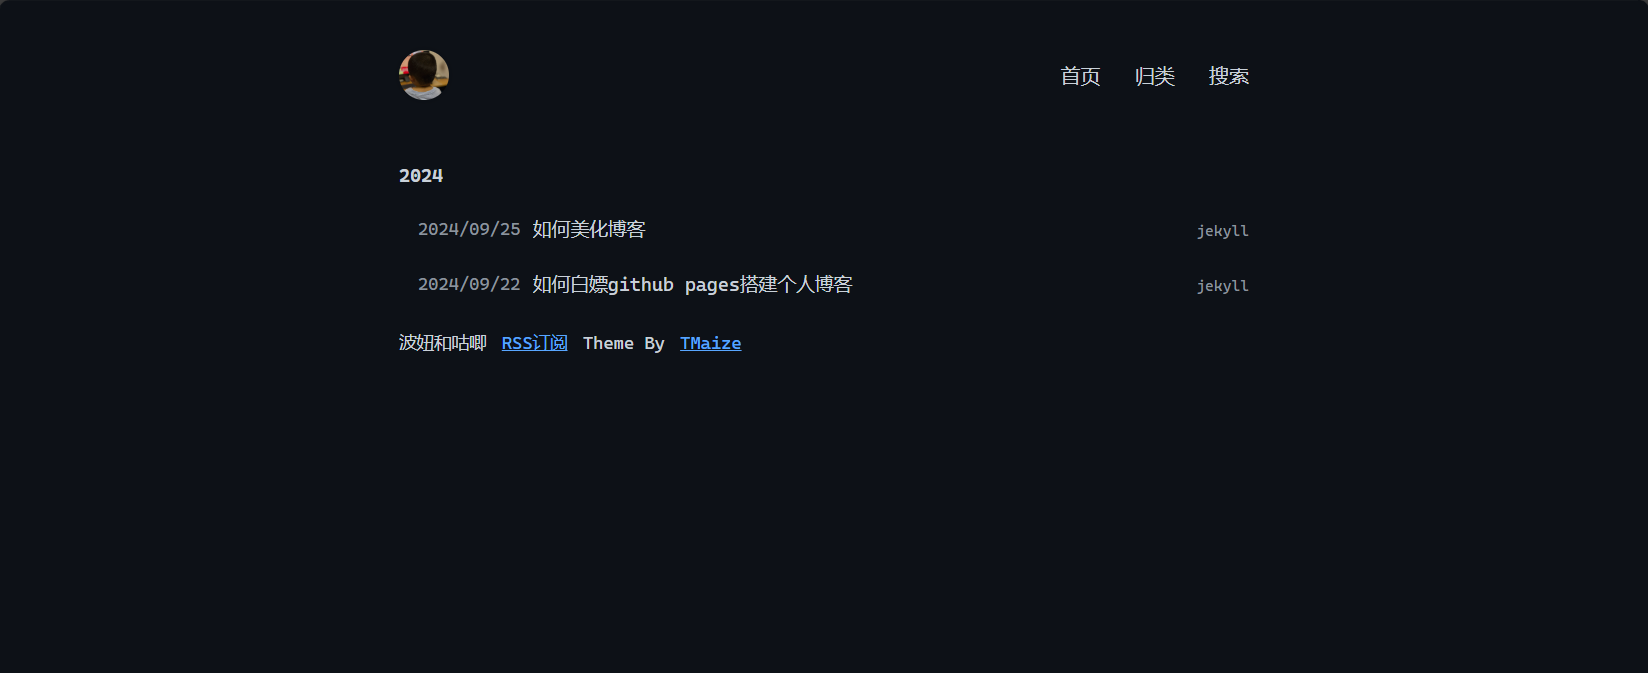 首页 归类 搜索
2024
2024/09/25 如何美化博客 jekyll
2024/09/22 如何白嫖github pages搭建个人博客 jekyll
波妞和咕唧 RSS订阅 Theme By TMaize